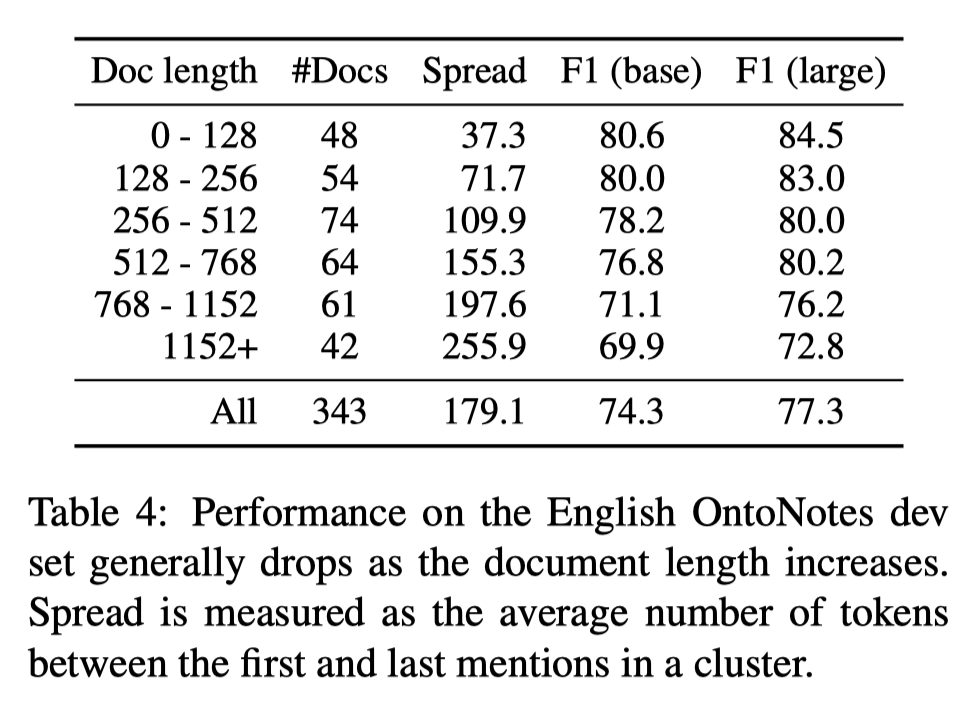 Doc length #Docs Spread F1 (base) F1 (large)
0 - 128 48 37.3 80.6 84.5
128 - 256 54 71.7 80.0 83.0
256 - 512 74 109.9 78.2 80.0
512 - 768 64 155.3 76.8 80.2
768 - 1152 61 197.6 71.1 76.2
1152+ 42 255.9 69.9 72.8
All 343 179.1 74.3 77.3
Table 4: Performance on the English OntoNotes dev
set generally drops as the document length increases.
Spread is measured as the average number of tokens
between the first and last mentions in a cluster.